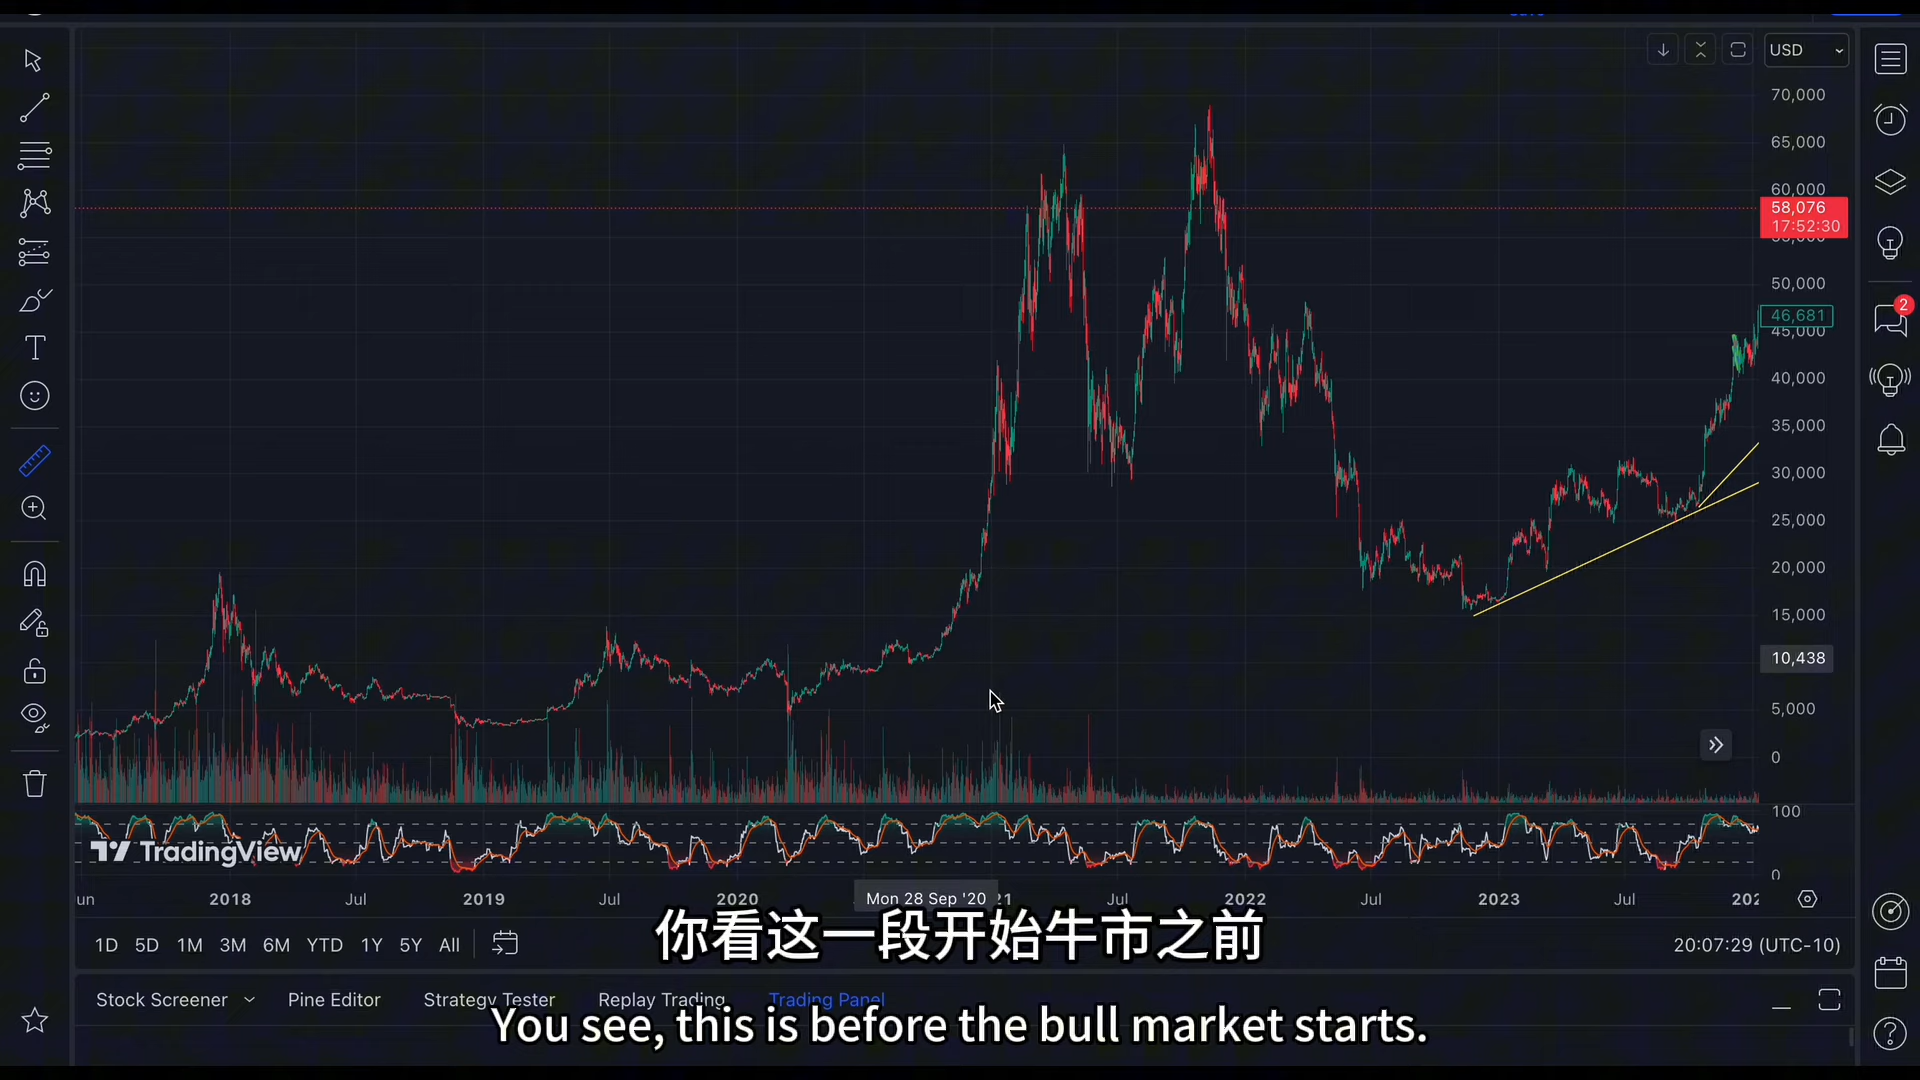 USD
70,000
65,000
60,000
58,076
17:52:30
50,000
46,681
45,000
40,000
35,000
30,000
25,000
20,000
15,000
10,438
5,000
0
100
0
2
TradingView
2018 Jul 2019 Jul 2020 Mon 28 Sep '20 21 Jul 2022 Jul 2023 Jul
1D 5D 1M 3M 6M YTD 1Y 5Y All
20:07:29 (UTC-10)
你看这一段开始牛市之前
Stock Screener Pine Editor Strategy Tester Replay Trading Trading Panel
You see, this is before the bull market starts.